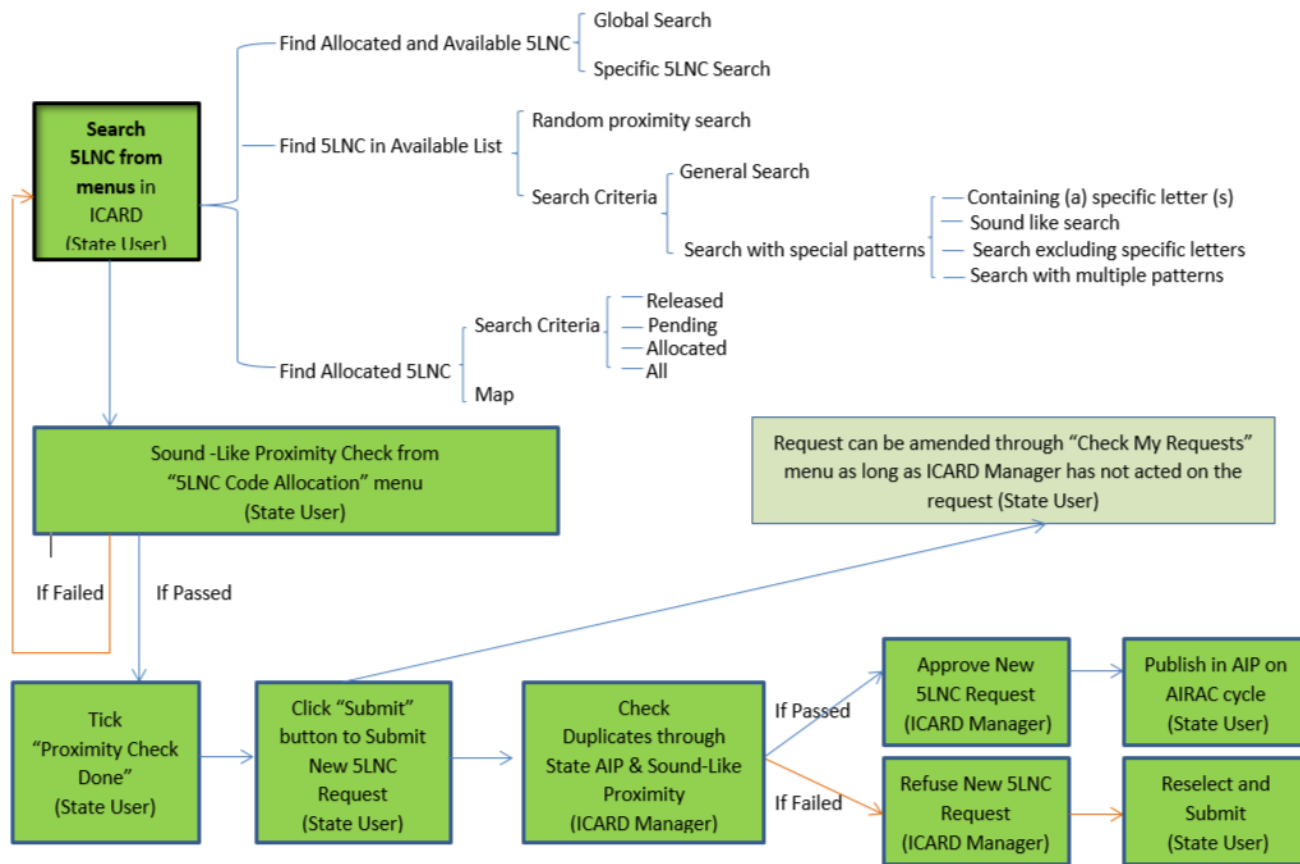 Global Search
Find Allocated and Available 5LNC
Specific 5LNC Search
Search
5LNC from
menus in
ICARD
(State User)
Random proximity search
Find 5LNC in Available List
General Search
Search Criteria
Containing (a) specific letter (s)
Sound like search
Search with special patterns
Search excluding specific letters
Search with multiple patterns
Released
Search Criteria
Pending
Allocated
Find Allocated 5LNC
All
Map
Sound -Like Proximity Check from
“5LNC Code Allocation” menu
(State User)
Request can be amended through “Check My Requests”
menu as long as ICARD Manager has not acted on the
request (State User)
If Failed
If Passed
Tick
“Proximity Check
Done”
(State User)
Click “Submit”
button to Submit
New 5LNC
Request
(State User)
Check
Duplicates through
State AIP & Sound-Like
Proximity
(ICARD Manager)
If Passed
If Failed
Approve New
5LNC Request
(ICARD Manager)
Publish in AIP on
AIRAC cycle
(State User)
Refuse New 5LNC
Request
(ICARD Manager)
Reselect and
Submit
(State User)